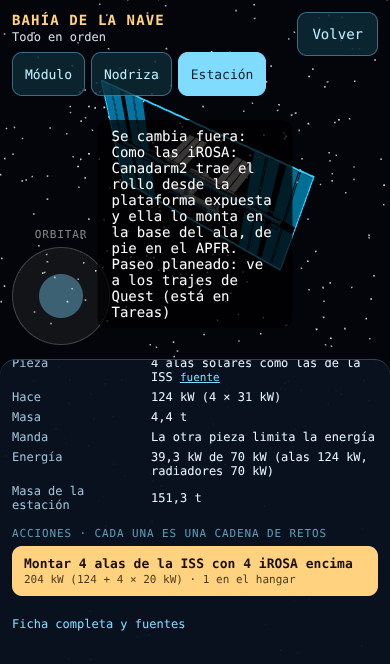 BAHÍA DE LA NAVE
Todo en orden
Volver
Módulo
Nodriza
Estación
Se cambia fuera:
Como las iROSA:
Canadarm2 trae el
rollo desde la
plataforma expuesta
y ella lo monta en
la base del ala, de
pie en el APFR.
Paseo planeado: ve
a los trajes de
Quest (está en
Tareas)
ORBITAR
Pieza
4 alas solares como las de la
ISS fuente
Hace
124 kW (4 × 31 kW)
Masa
4,4 t
Manda
La otra pieza limita la energía
Energía
39,3 kW de 70 kW (alas 124 kW,
radiadores 70 kW)
Masa de la
estación
151,3 t
ACCIONES · CADA UNA ES UNA CADENA DE RETOS
Montar 4 alas de la ISS con 4 iROSA encima
204 kW (124 + 4 × 20 kW) · 1 en el hangar
Ficha completa y fuentes